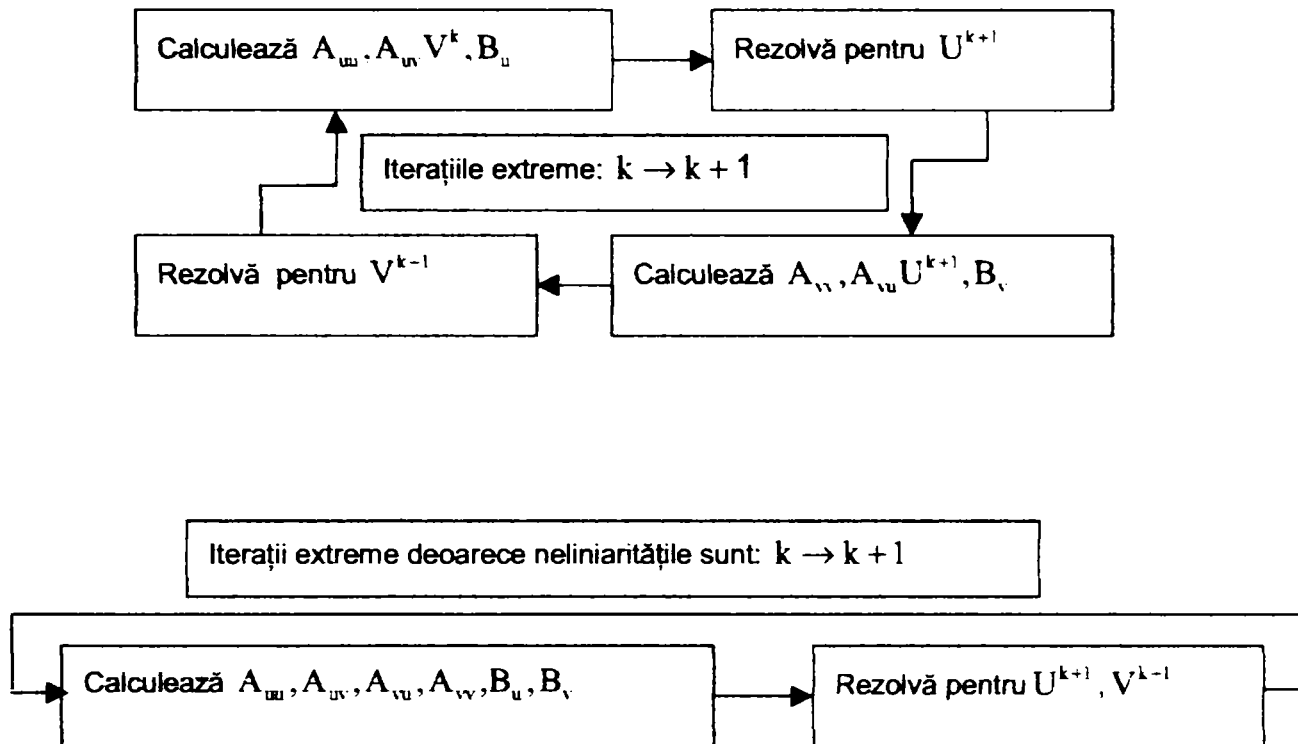 Calculează A_uu, A_uv V^k, B_u
Rezolvă pentru U^{k+1}
Iterațiile extreme: k → k + 1
Rezolvă pentru V^{k-1}
Calculează A_vv, A_vu U^{k+1}, B_v
Iterații extreme deoarece neliniaritățile sunt: k → k + 1
Calculează A_uu, A_uv, A_vu, A_vv, B_u, B_v
Rezolvă pentru U^{k+1}, V^{k-1}